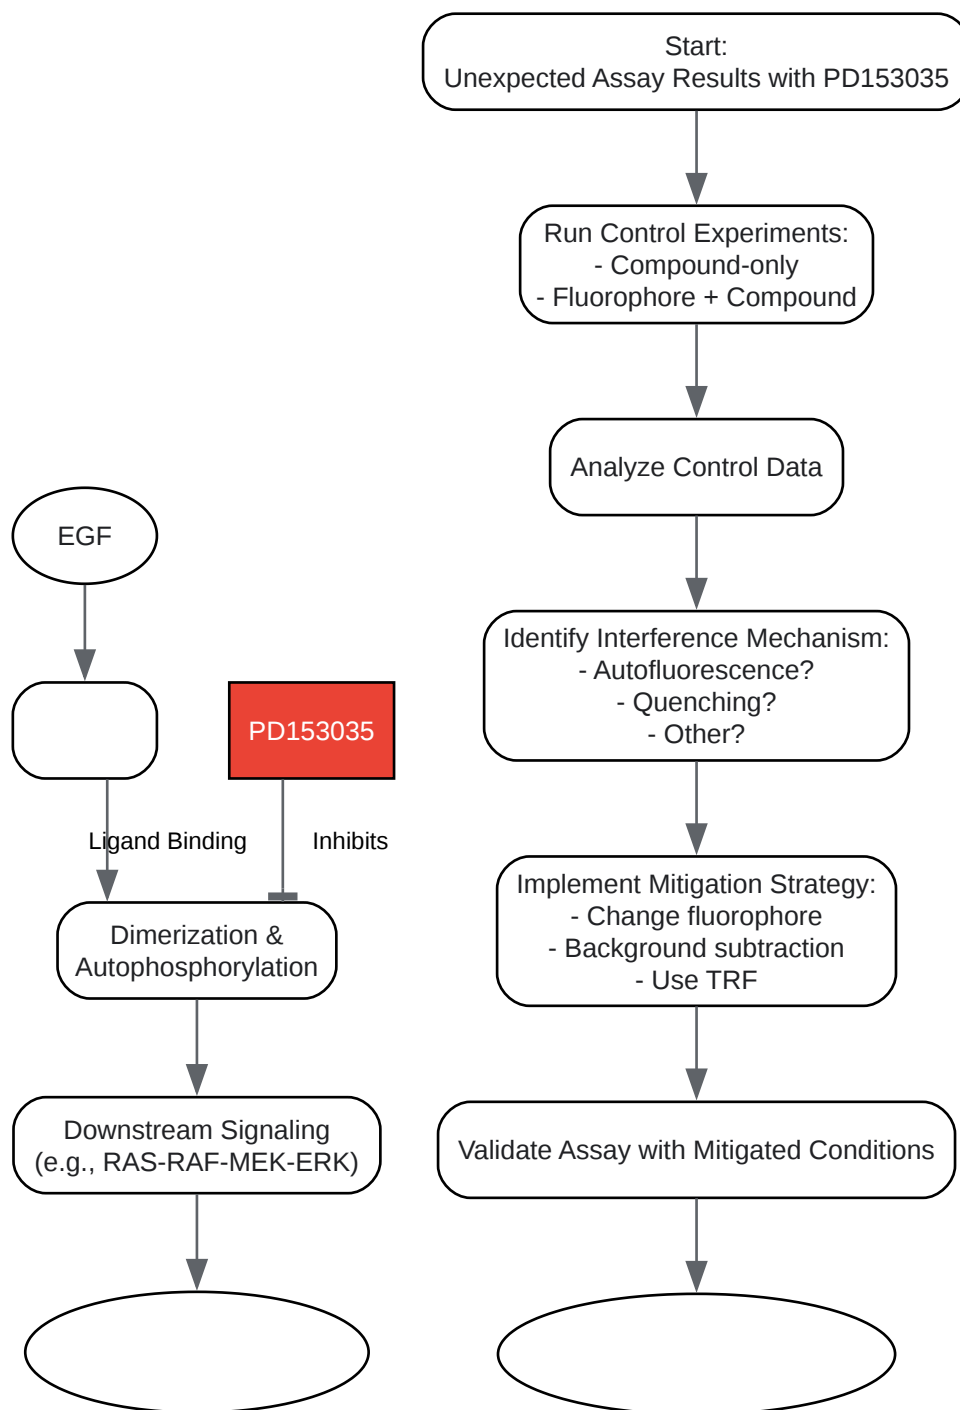 Start:
Unexpected Assay Results with PD153035
Run Control Experiments:
- Compound-only
- Fluorophore + Compound
Analyze Control Data
Identify Interference Mechanism:
- Autofluorescence?
- Quenching?
- Other?
Implement Mitigation Strategy:
- Change fluorophore
- Background subtraction
- Use TRF
Validate Assay with Mitigated Conditions
EGF
PD153035
Ligand Binding
Inhibits
Dimerization &
Autophosphorylation
Downstream Signaling
(e.g., RAS-RAF-MEK-ERK)